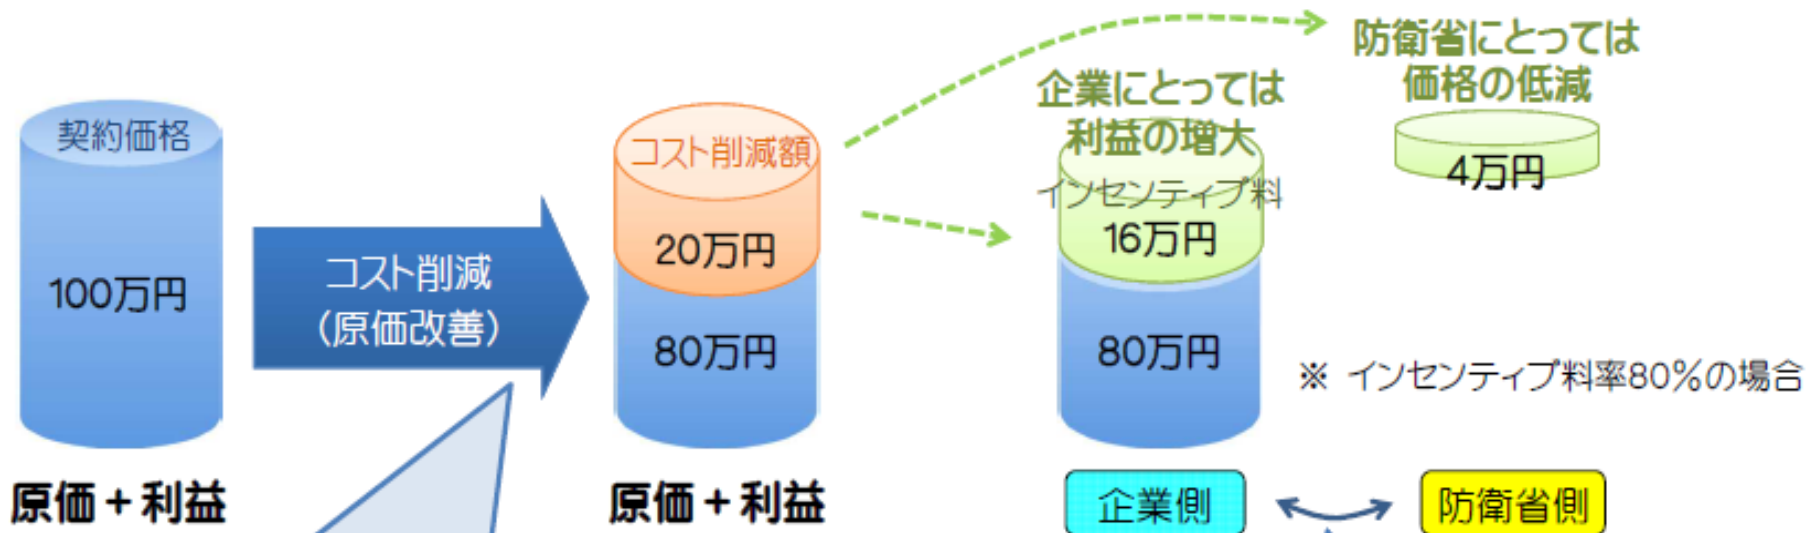 契約価格
100万円
原価+利益
コスト削減
(原価改善)
コスト削減額
20万円
80万円
原価+利益
企業にとっては
利益の増大
インセンティブ料
16万円
80万円
企業側
防衛省にとっては
価格の低減
4万円
※ インセンティブ料率80%の場合
防衛省側